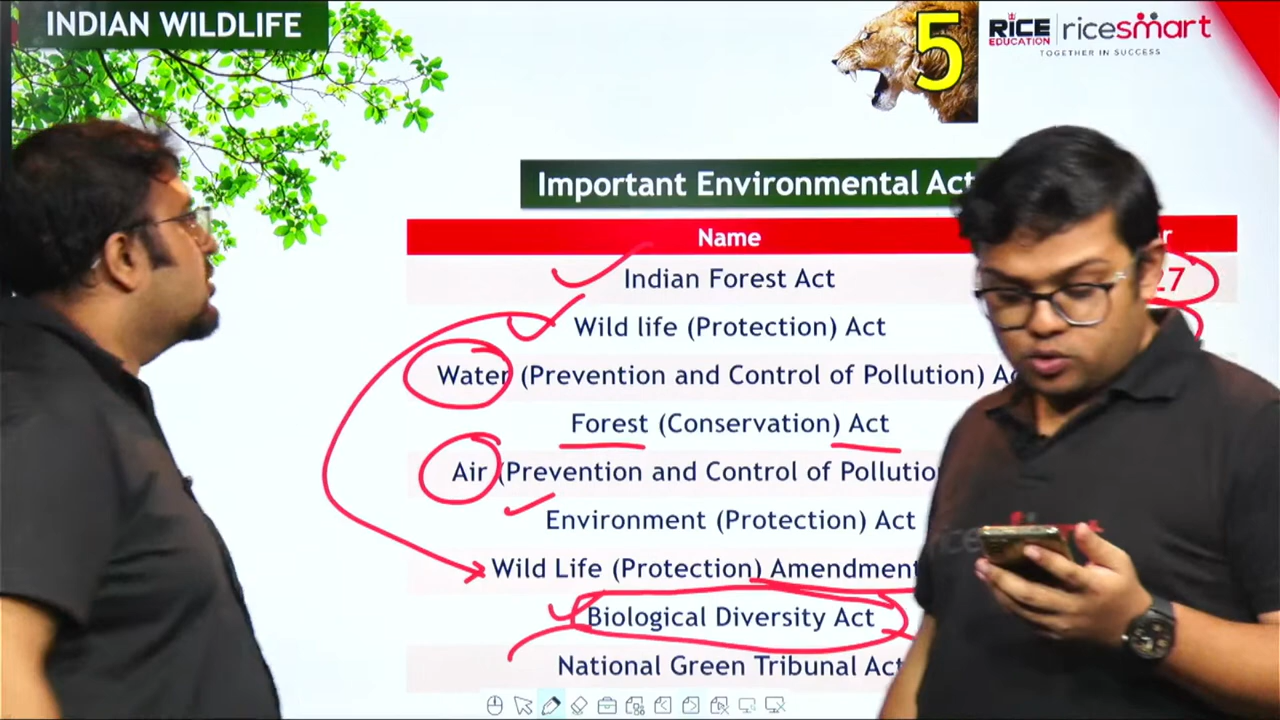 INDIAN WILDLIFE
5
RICE EDUCATION
ricesmart
TOGETHER IN SUCCESS
Important Environmental Act
Name
Indian Forest Act
Wild life (Protection) Act
Water (Prevention and Control of Pollution)
Forest (Conservation) Act
Air (Prevention and Control of
Environment (Protection) Act
Wild Life (Protection) Amendment
Biological Diversity Act
National Green Tribunal Act